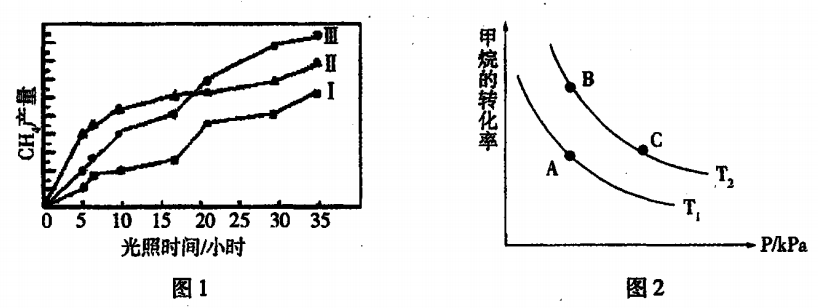 CH₄产量
Ⅲ
Ⅱ
Ⅰ
0 5 10 15 20 25 30 35
光照时间/小时
图1
甲烷的转化率
B
A
C
T₂
T₁
P/kPa
图2